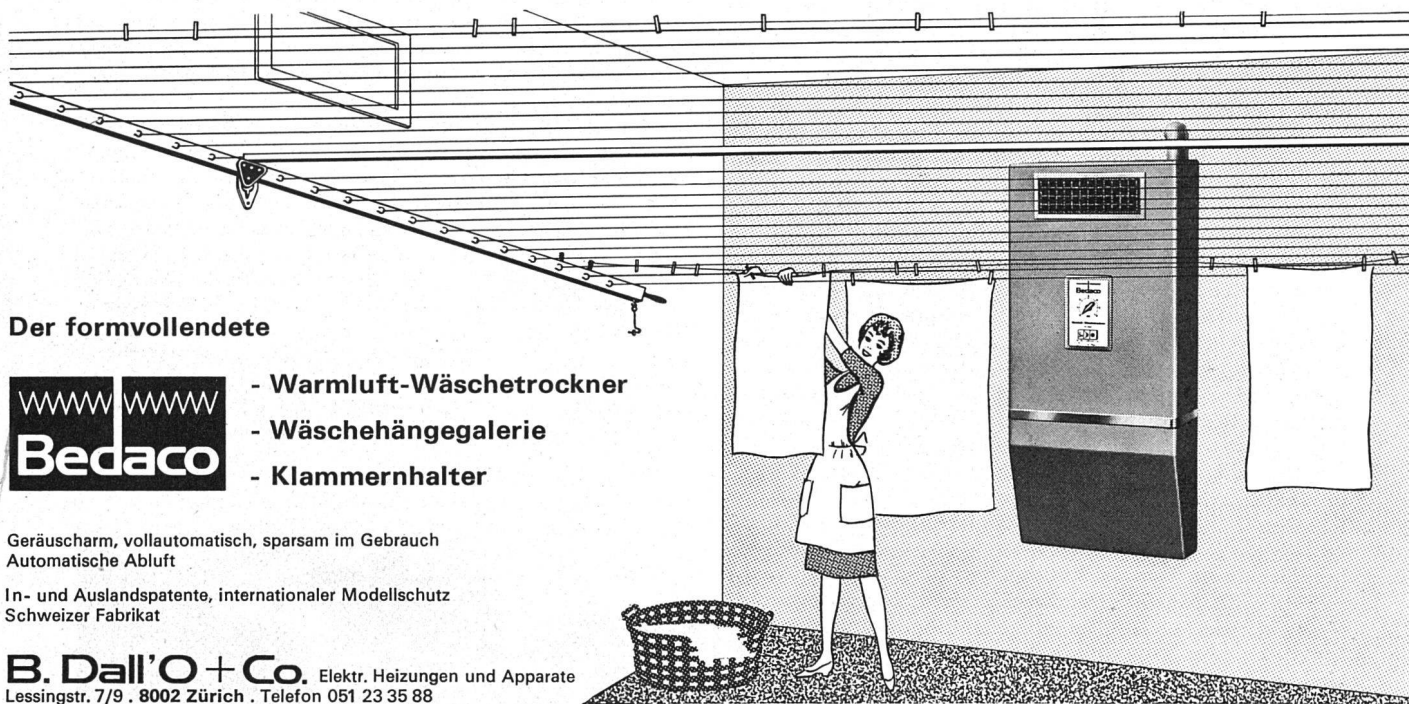 Der formvollendete
Bedaco
- Warmluft-Wäschetrockner
- Wäschehängegalerie
- Klammernhalter
Geräuscharm, vollautomatisch, sparsam im Gebrauch
Automatische Abluft
In- und Auslandspatente, internationaler Modellschutz
Schweizer Fabrikat
B. Dall'O + Co. Elektr. Heizungen und Apparate
Lessingstr. 7/9 . 8002 Zürich . Telefon 051 23 35 88
Bedaco